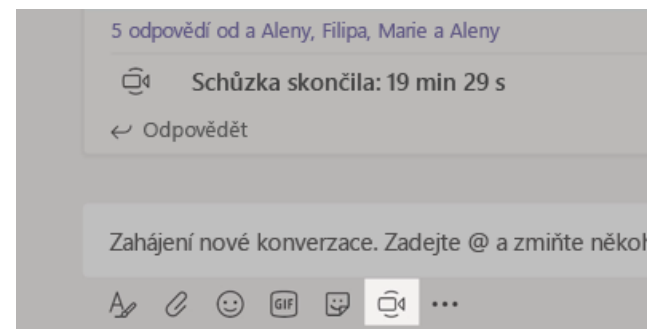 5 odpovědí od a Aleny, Filipa, Marie a Aleny
Schůzka skončila: 19 min 29 s
Odpovědět
Zahájení nové konverzace. Zadejte @ a zmiňte
GIF